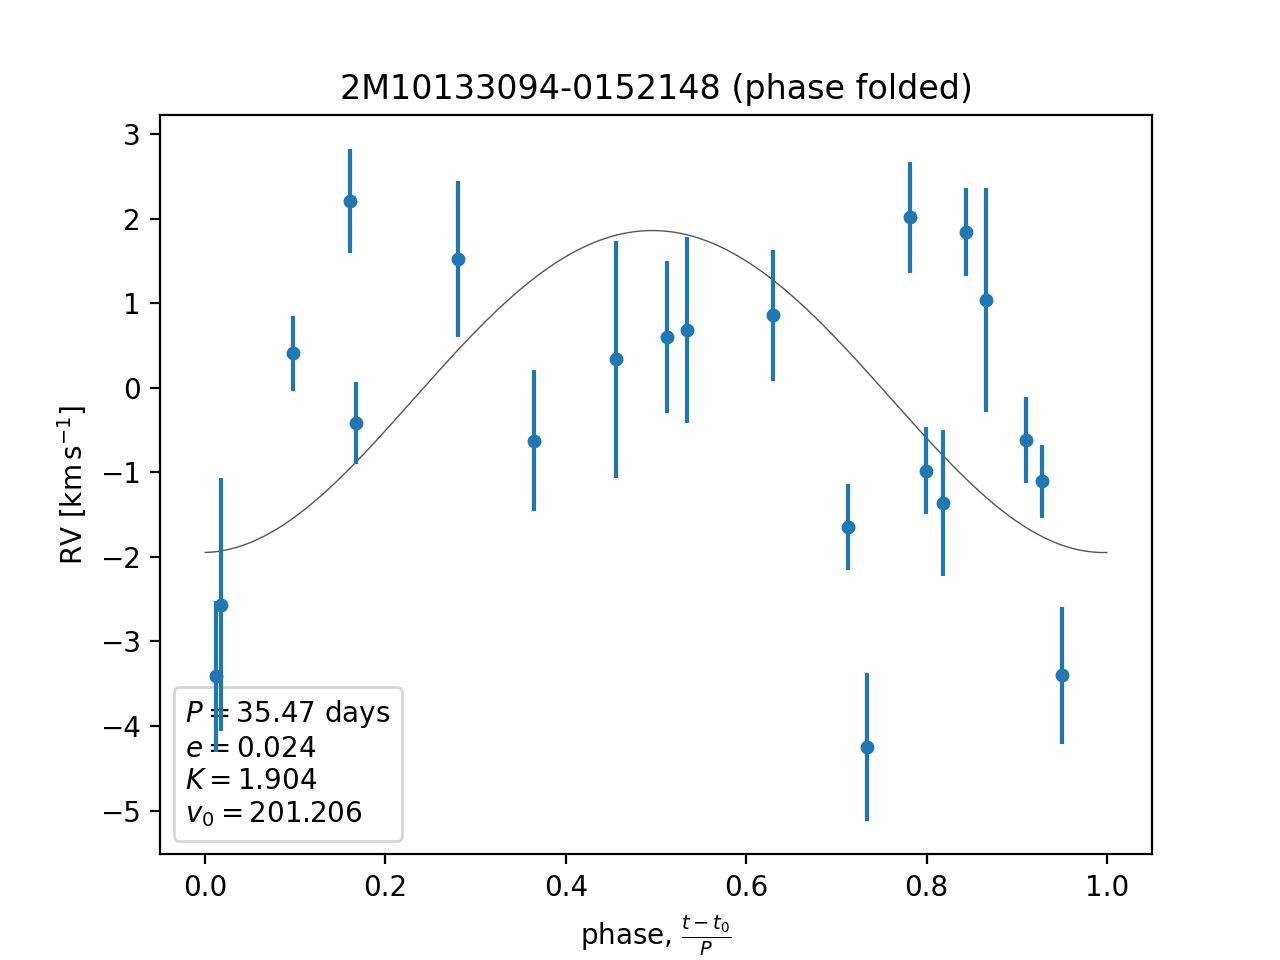 2M10133094-0152148 (phase folded)
RV [km s⁻¹]
3
2
1
0
−1
−2
−3
−4
−5
P = 35.47 days
e = 0.024
K = 1.904
v₀ = 201.206
0.0 0.2 0.4 0.6 0.8 1.0
phase, (t − t₀)/P